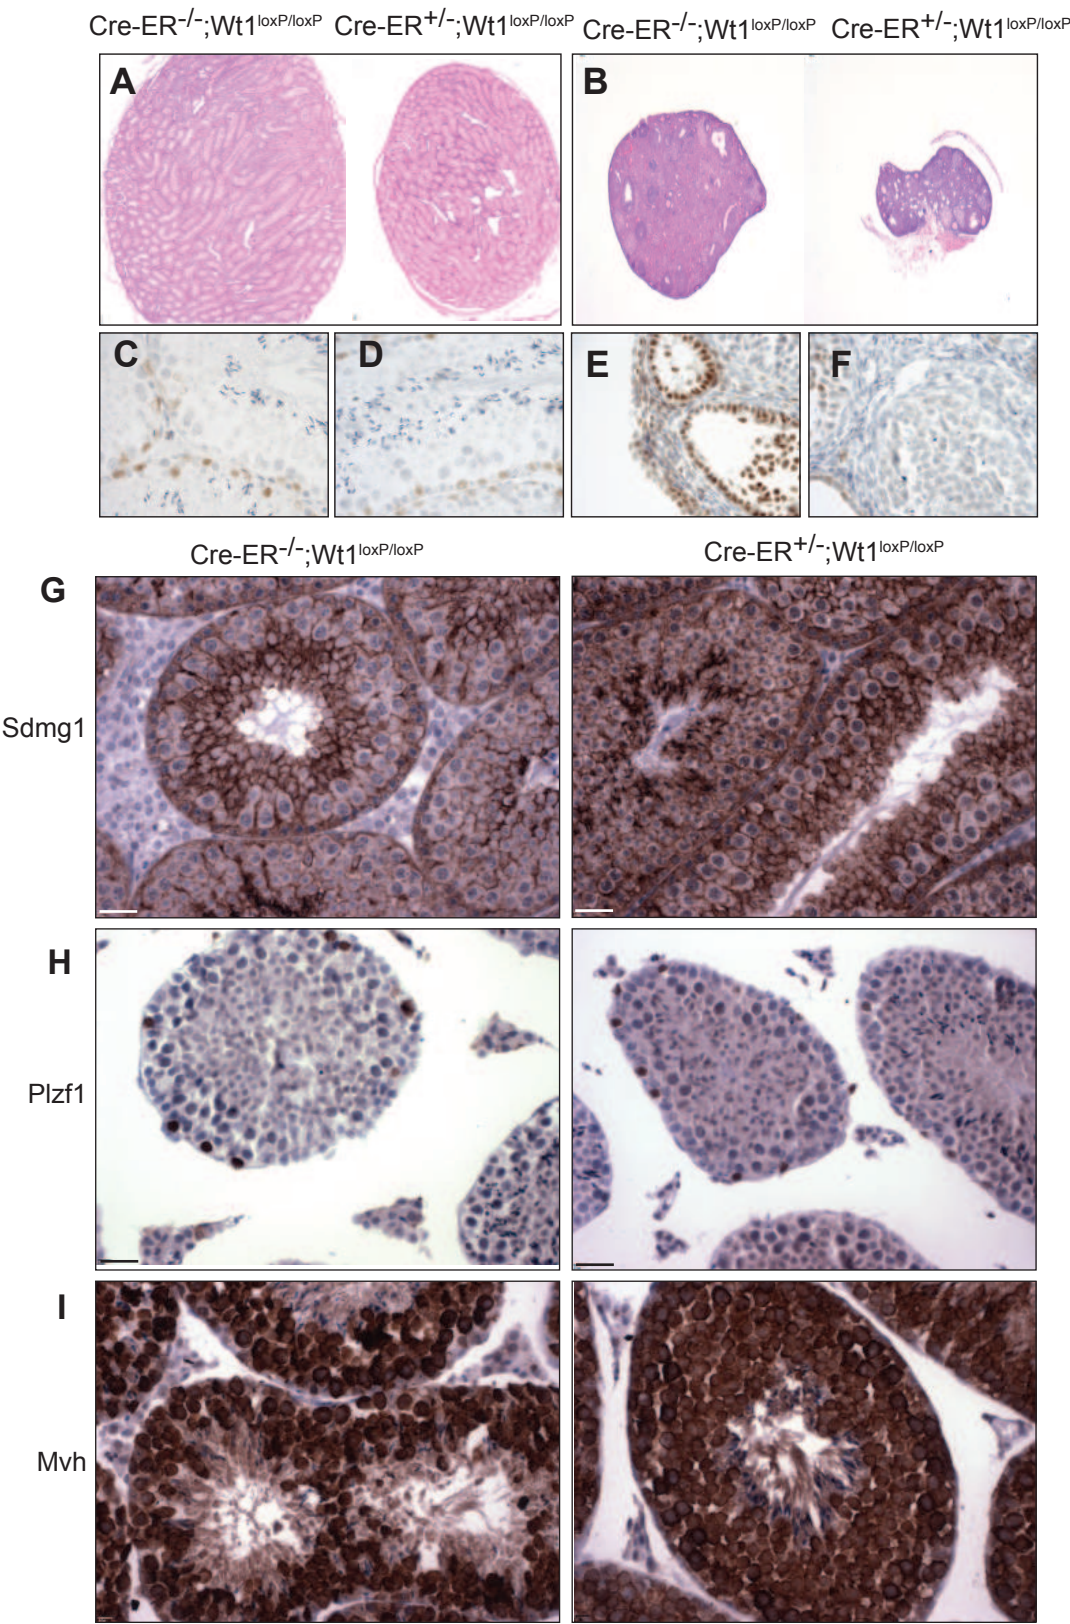 Cre-ER-/-;Wt1loxP/loxP Cre-ER+/-;Wt1loxP/loxP Cre-ER-/-;Wt1loxP/loxP Cre-ER+/-;Wt1loxP/loxP
A B
C D E F
Cre-ER-/-;Wt1loxP/loxP Cre-ER+/-;Wt1loxP/loxP
G
Sdmg1
H
Plzf1
I
Mvh